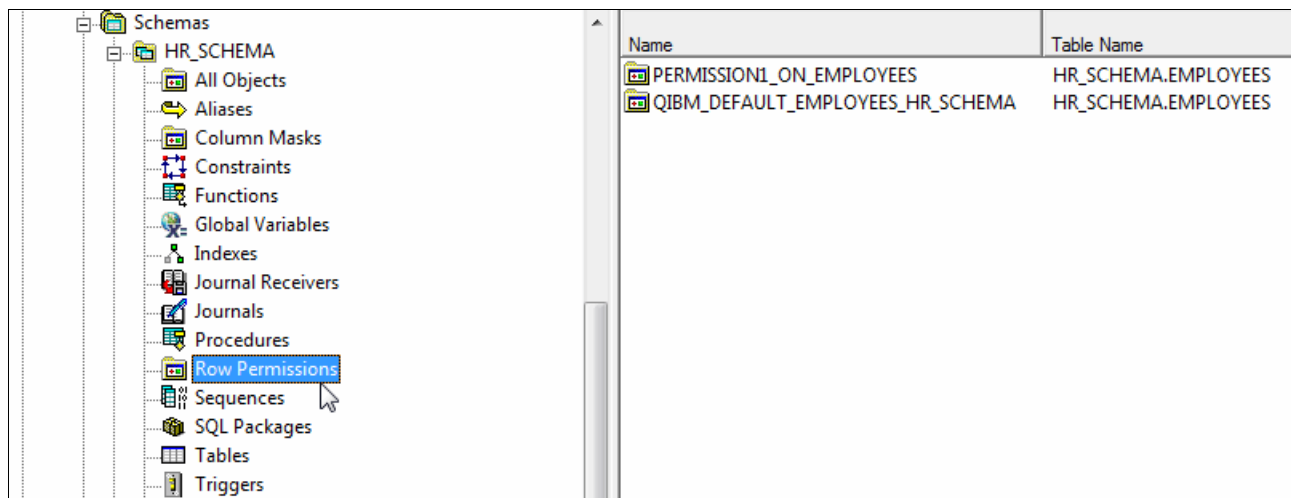 Schemas
HR_SCHEMA
All Objects
Aliases
Column Masks
Constraints
Functions
Global Variables
Indexes
Journal Receivers
Journals
Procedures
Row Permissions
Sequences
SQL Packages
Tables
Triggers
Name Table Name
PERMISSION1_ON_EMPLOYEES HR_SCHEMA.EMPLOYEES
QIBM_DEFAULT_EMPLOYEES_HR_SCHEMA HR_SCHEMA.EMPLOYEES